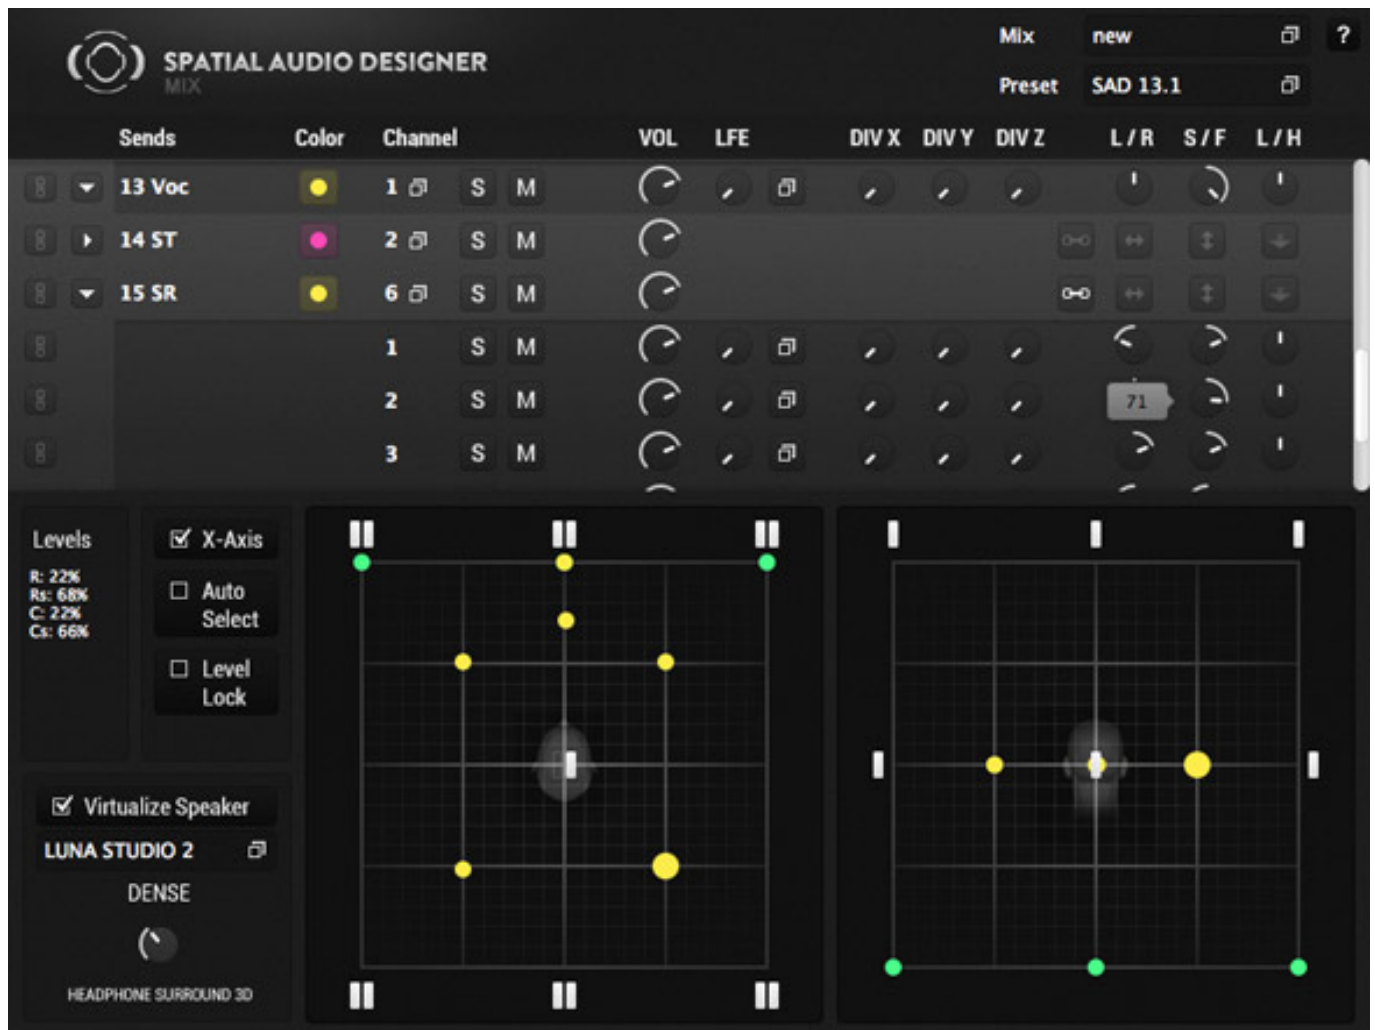 Mix new ?
SPATIAL AUDIO DESIGNER
MIX
Preset SAD 13.1
Sends Color Channel VOL LFE DIV X DIV Y DIV Z L / R S / F L / H
13 Voc 1 S M
14 ST 2 S M
15 SR 6 S M
1 S M
2 S M 71
3 S M
Levels
R: 22%
Rs: 68%
C: 22%
Cs: 66%
X-Axis
Auto
Select
Level
Lock
Virtualize Speaker
LUNA STUDIO 2
DENSE
HEADPHONE SURROUND 3D